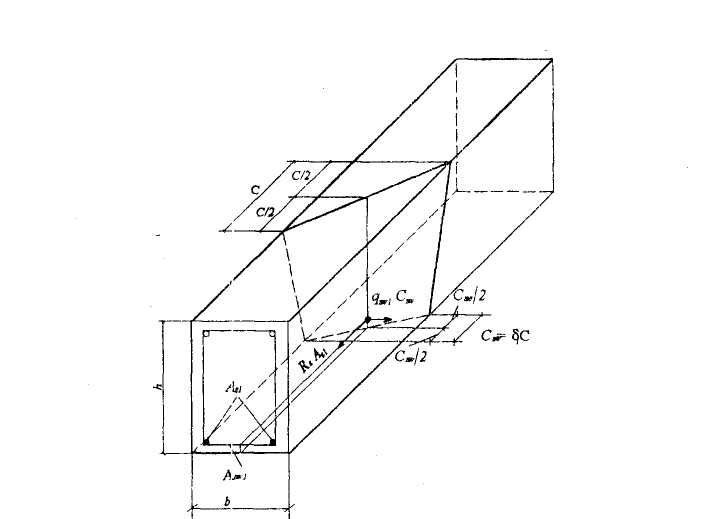 C/2
C
C/2
q_sw1 C_sw
C_sw/2
C_sw = δC
C_sw/2
R_s A_s1
h
A_s1
A_sw1
b